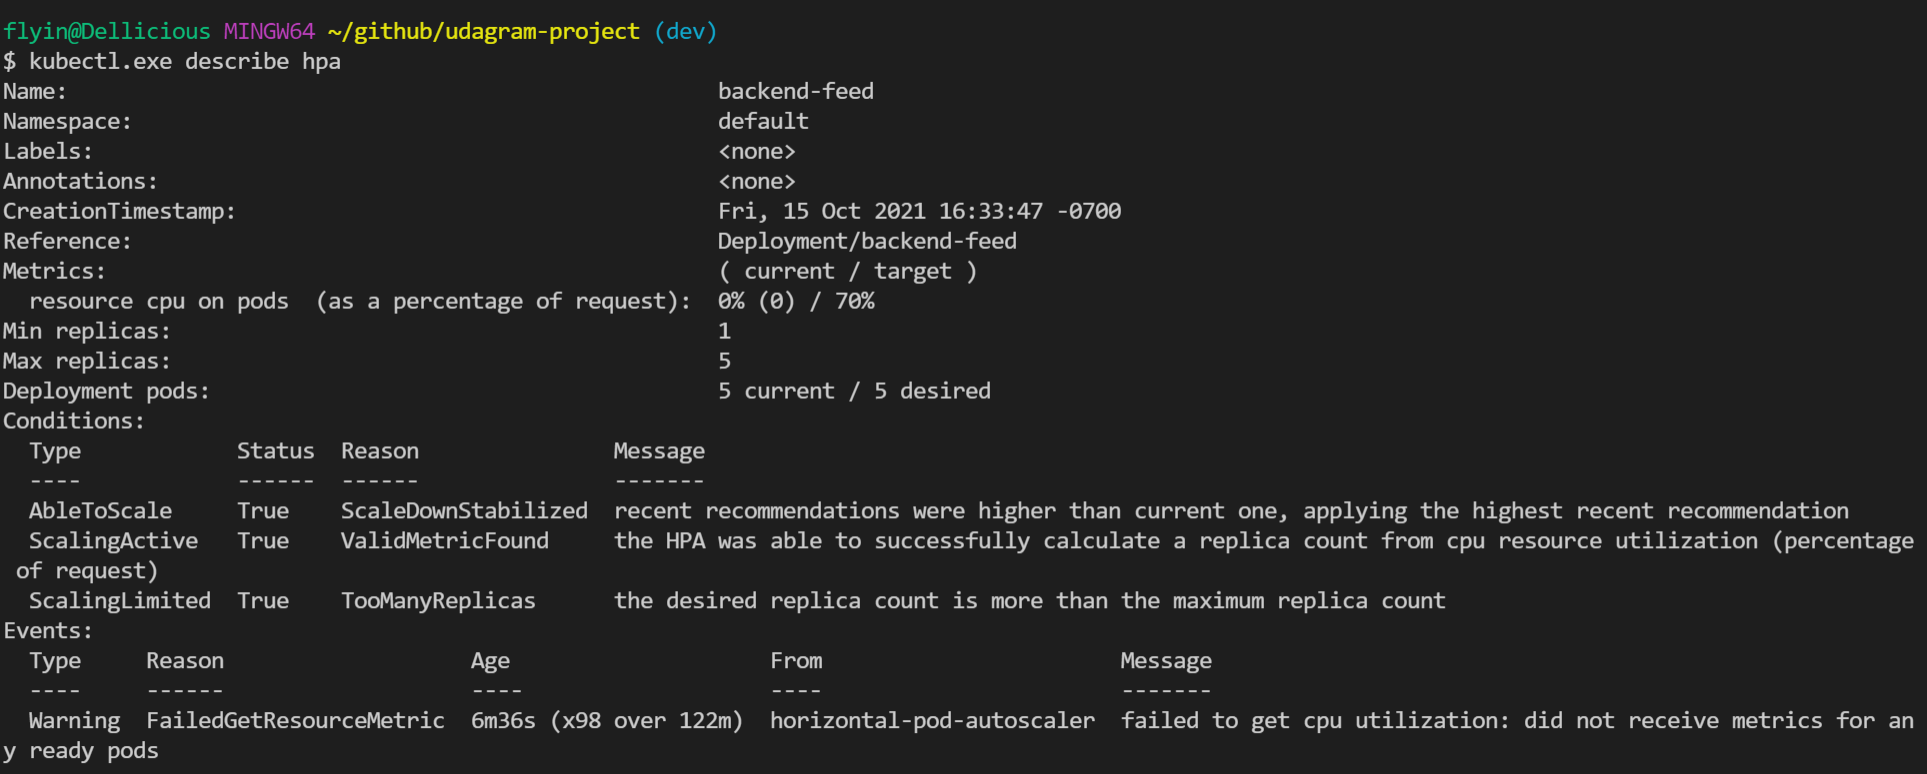 flyin@Dellicious MINGW64 ~/github/udagram-project (dev)
$ kubectl.exe describe hpa
Name:                                                  backend-feed
Namespace:                                             default
Labels:                                                <none>
Annotations:                                           <none>
CreationTimestamp:                                     Fri, 15 Oct 2021 16:33:47 -0700
Reference:                                             Deployment/backend-feed
Metrics:                                               ( current / target )
  resource cpu on pods  (as a percentage of request):  0% (0) / 70%
Min replicas:                                          1
Max replicas:                                          5
Deployment pods:                                       5 current / 5 desired
Conditions:
  Type            Status  Reason               Message
  ----            ------  ------               -------
  AbleToScale     True    ScaleDownStabilized  recent recommendations were higher than current one, applying the highest recent recommendation
  ScalingActive   True    ValidMetricFound     the HPA was able to successfully calculate a replica count from cpu resource utilization (percentage
 of request)
  ScalingLimited  True    TooManyReplicas      the desired replica count is more than the maximum replica count
Events:
  Type     Reason                   Age                    From                       Message
  ----     ------                   ----                   ----                       -------
  Warning  FailedGetResourceMetric  6m36s (x98 over 122m)  horizontal-pod-autoscaler  failed to get cpu utilization: did not receive metrics for an
y ready pods